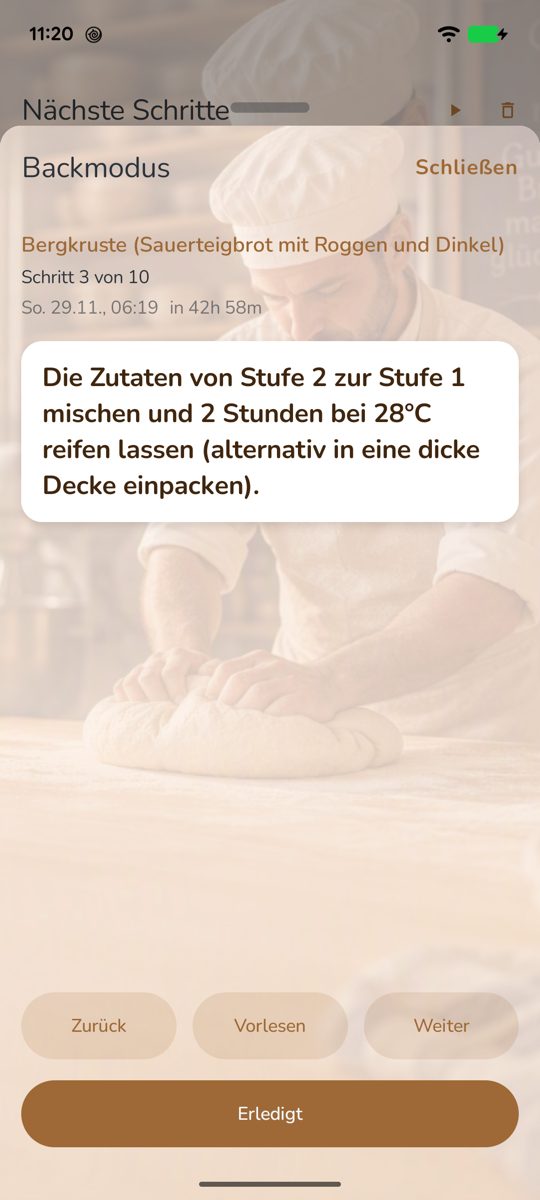 11:20
Nächste Schritte
Backmodus
Schließen
Bergkruste (Sauerteigbrot mit Roggen und Dinkel)
Schritt 3 von 10
So. 29.11., 06:19 in 42h 58m
Die Zutaten von Stufe 2 zur Stufe 1
mischen und 2 Stunden bei 28°C
reifen lassen (alternativ in eine dicke
Decke einpacken).
Zurück
Vorlesen
Weiter
Erledigt